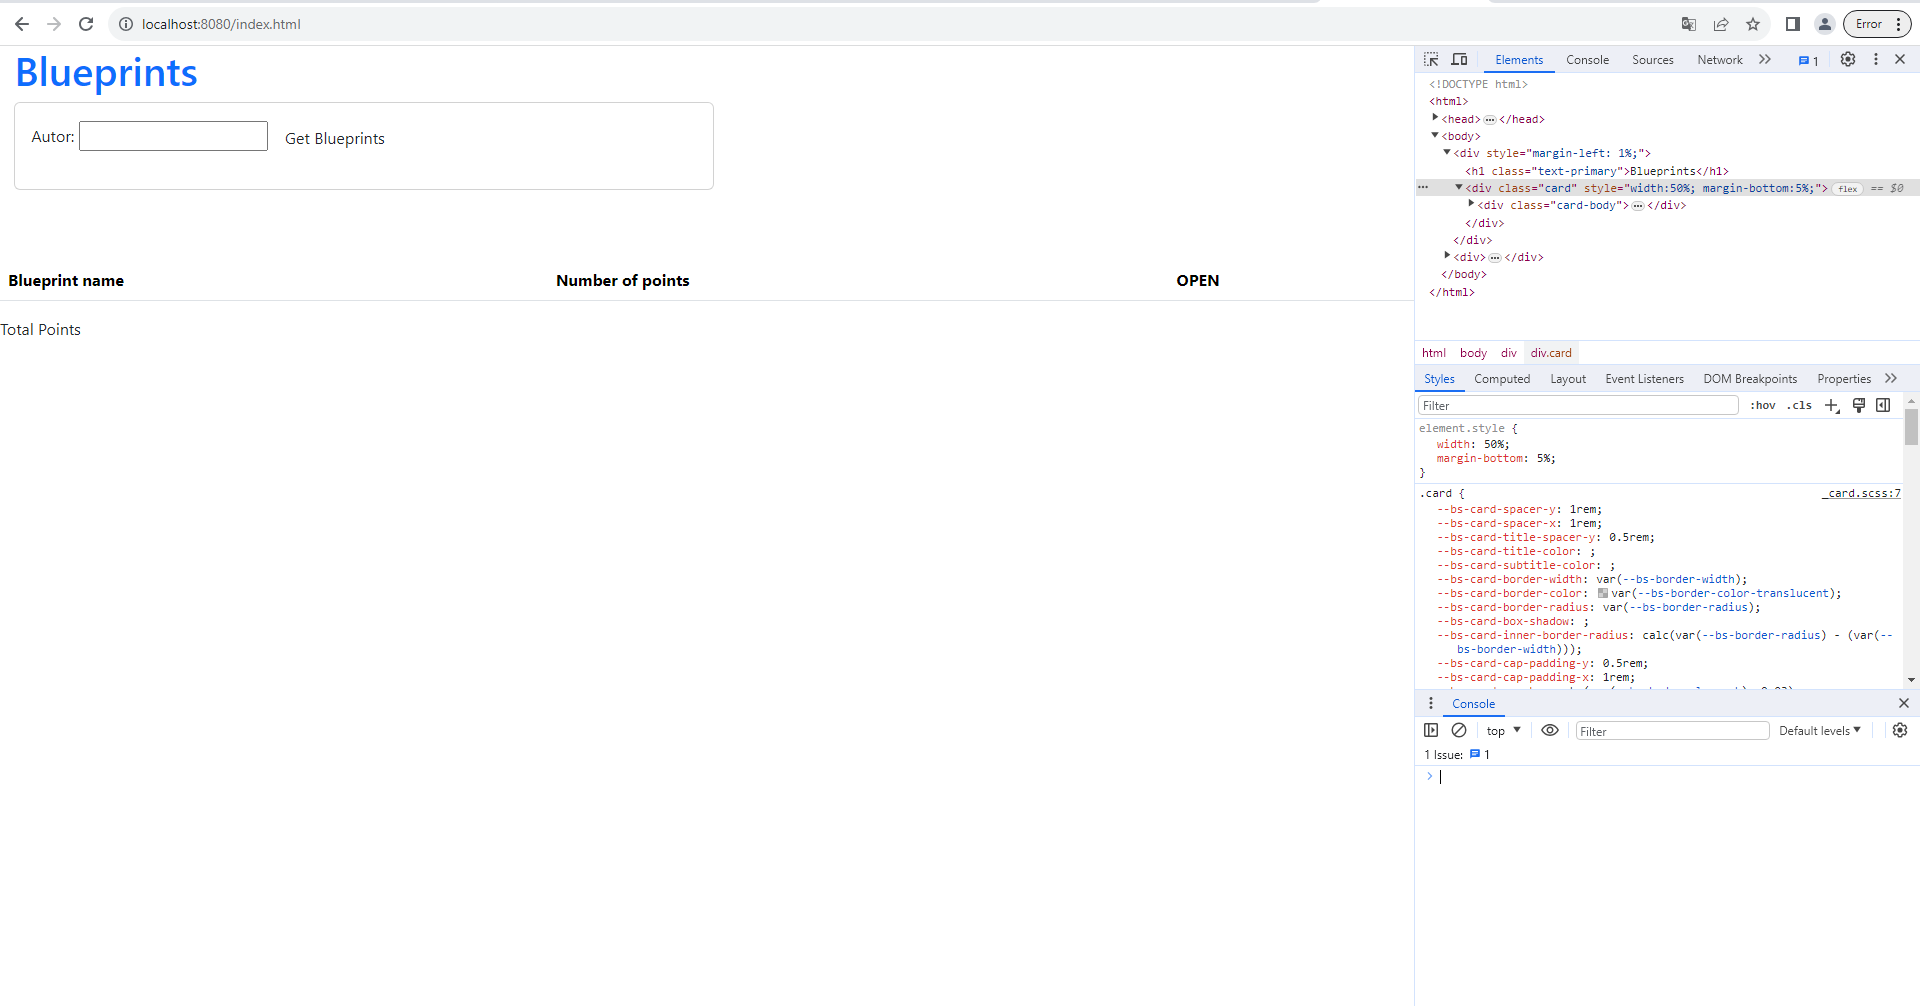 localhost:8080/index.html
Error
Blueprints
Autor:
Get Blueprints
Blueprint name Number of points OPEN
Total Points
Elements Console Sources Network 1
<!DOCTYPE html>
<html>
<head> </head>
<body>
<div style="margin-left: 1%;">
<h1 class="text-primary">Blueprints</h1>
<div class="card" style="width:50%; margin-bottom:5%;"> flex == $0
<div class="card-body"> </div>
</div>
</div>
<div> </div>
</body>
</html>
html body div div.card
Styles Computed Layout Event Listeners DOM Breakpoints Properties
Filter :hov .cls
element.style {
width: 50%;
margin-bottom: 5%;
}
.card { _card.scss:7
--bs-card-spacer-y: 1rem;
--bs-card-spacer-x: 1rem;
--bs-card-title-spacer-y: 0.5rem;
--bs-card-title-color: ;
--bs-card-subtitle-color: ;
--bs-card-border-width: var(--bs-border-width);
--bs-card-border-color: var(--bs-border-color-translucent);
--bs-card-border-radius: var(--bs-border-radius);
--bs-card-box-shadow: ;
--bs-card-inner-border-radius: calc(var(--bs-border-radius) - (var(--
bs-border-width)));
--bs-card-cap-padding-y: 0.5rem;
--bs-card-cap-padding-x: 1rem;
Console
top Filter Default levels
1 Issue: 1